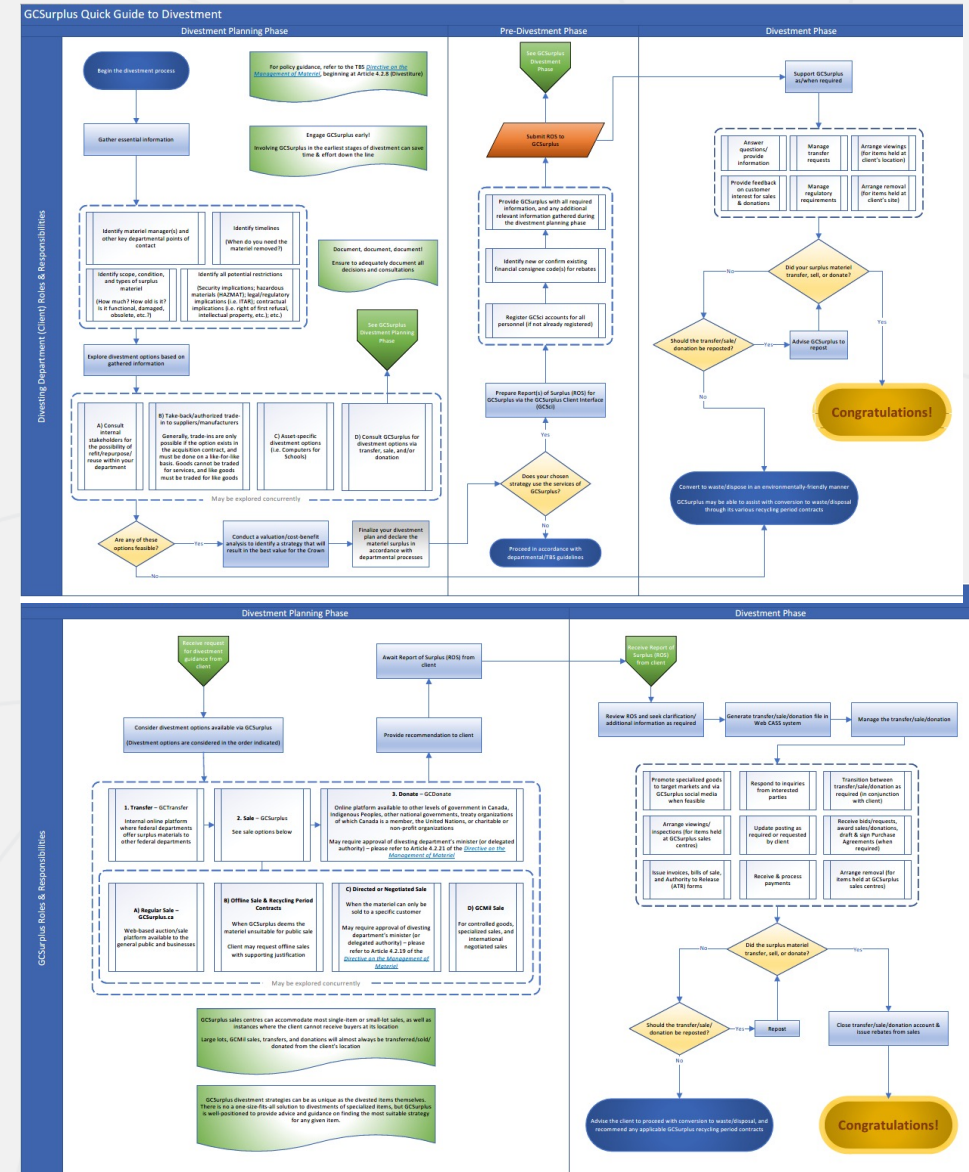 GCSurplus Quick Guide to Divestment
Divestment Planning Phase
Pre-Divestment Phase
Divestment Phase
Divesting Department (Client) Roles & Responsibilities
Begin the divestment process
For policy guidance, refer to the TBS Directive on the
Management of Materiel, beginning at Article 4.2.8 (Divestiture)
Gather essential information
Engage GCSurplus early!
Involving GCSurplus in the earliest stages of divestment can save
time & effort down the line
Identify materiel manager(s) and
other key departmental points of
contact
Identify timelines
(When do you need the
materiel removed?)
Identify scope, condition,
and types of surplus
materiel
(How much? How old is it?
Is it functional, damaged,
obsolete, etc.?)
Identify all potential restrictions
(Security implications; hazardous
materials (HAZMAT); legal/regulatory
implications (i.e. ITAR); contractual
implications (i.e. right of first refusal,
intellectual property, etc.); etc.)
Document, document, document!
Ensure to adequately document all
decisions and consultations
See GCSurplus
Divestment Planning
Phase
Explore divestment options based on
gathered information
A) Consult
internal
stakeholders for
the possibility of
refit/repurpose/
reuse within your
department
B) Take-back/authorized trade-
in to suppliers/manufacturers
Generally, trade-ins are only
possible if the option exists in
the acquisition contract, and
must be done on a like-for-like
basis. Goods cannot be traded
for services, and like goods
must be traded for like goods
C) Asset-specific
divestment options
(i.e. Computers for
Schools)
D) Consult GCSurplus for
divestment options via
transfer, sale, and/or
donation
May be explored concurrently
Are any of these
options feasible?
Yes
No
Conduct a valuation/cost-benefit
analysis to identify a strategy that will
result in the best value for the Crown
Finalize your divestment
plan and declare the
materiel surplus in
accordance with
departmental processes
See GCSurplus
Divestment
Phase
Submit ROS to
GCSurplus
Provide GCSurplus with all required
information, and any additional
relevant information gathered during
the divestment planning phase
Identify new or confirm existing
financial consignee code(s) for rebates
Register GCSci accounts for all
personnel (if not already registered)
Prepare Report(s) of Surplus (ROS) for
GCSurplus via the GCSurplus Client Interface
(GCSci)
Yes
Does your chosen
strategy use the services of
GCSurplus?
No
Proceed in accordance with
departmental/TBS guidelines
Support GCSurplus
as/when required
Answer
questions/
provide
information
Manage
transfer
requests
Arrange viewings
(for items held at
client's location)
Provide feedback
on customer
interest for sales
& donations
Manage
regulatory
requirements
Arrange removal
(for items held at
client's site)
Did your surplus materiel
transfer, sell, or donate?
No
Yes
Should the transfer/sale/
donation be reposted?
Yes
Advise GCSurplus to
repost
No
Congratulations!
Convert to waste/dispose in an environmentally-friendly manner
GCSurplus may be able to assist with conversion to waste/disposal
through its various recycling period contracts
Divestment Planning Phase
Divestment Phase
GCSurplus Roles & Responsibilities
Receive request
for divestment
guidance from
client
Await Report of Surplus (ROS) from
client
Consider divestment options available via GCSurplus
(Divestment options are considered in the order indicated)
Provide recommendation to client
1. Transfer – GCTransfer
Internal online platform
where federal departments
offer surplus materials to
other federal departments
2. Sale – GCSurplus
See sale options below
3. Donate – GCDonate
Online platform available to other levels of government in Canada,
Indigenous Peoples, other national governments, treaty organizations
of which Canada is a member, the United Nations, or charitable or
non-profit organizations
May require approval of divesting department's minister (or delegated
authority) – please refer to Article 4.2.21 of the Directive on the
Management of Materiel
A) Regular Sale –
GCSurplus.ca
Web-based auction/sale
platform available to the
general public and businesses
B) Offline Sale & Recycling Period
Contracts
When GCSurplus deems the
materiel unsuitable for public sale
Client may request offline sales
with supporting justification
C) Directed or Negotiated Sale
When the materiel can only be
sold to a specific customer
May require approval of divesting
department's minister (or
delegated authority) – please
refer to Article 4.2.19 of the
Directive on the Management of
Materiel
D) GCMil Sale
For controlled goods,
specialized sales, and
international
negotiated sales
May be explored concurrently
GCSurplus sales centres can accommodate most single-item or small-lot sales, as well as
instances where the client cannot receive buyers at its location
Large lots, GCMil sales, transfers, and donations will almost always be transferred/sold/
donated from the client's location
GCSurplus divestment strategies can be as unique as the divested items themselves.
There is no a one-size-fits-all solution to divestments of specialized items, but GCSurplus
is well-positioned to provide advice and guidance on finding the most suitable strategy
for any given item.
Receive Report of
Surplus (ROS)
from client
Review ROS and seek clarification/
additional information as required
Generate transfer/sale/donation file in
Web CASS system
Manage the transfer/sale/donation
Promote specialized goods
to target markets and via
GCSurplus social media
when feasible
Respond to inquiries
from interested
parties
Transition between
transfer/sale/donation as
required (in conjunction
with client)
Arrange viewings/
inspections (for items held
at GCSurplus sales
centres)
Update posting as
required or requested
by client
Receive bids/requests,
award sales/donations,
draft & sign Purchase
Agreements (when
required)
Issue invoices, bills of sale,
and Authority to Release
(ATR) forms
Receive & process
payments
Arrange removal (for
items held at GCSurplus
sales centres)
Did the surplus materiel
transfer, sell, or donate?
No
Yes
Should the transfer/sale/
donation be reposted?
Yes
Repost
No
Close transfer/sale/donation account &
issue rebates from sales
Advise the client to proceed with conversion to waste/disposal, and
recommend any applicable GCSurplus recycling period contracts
Congratulations!